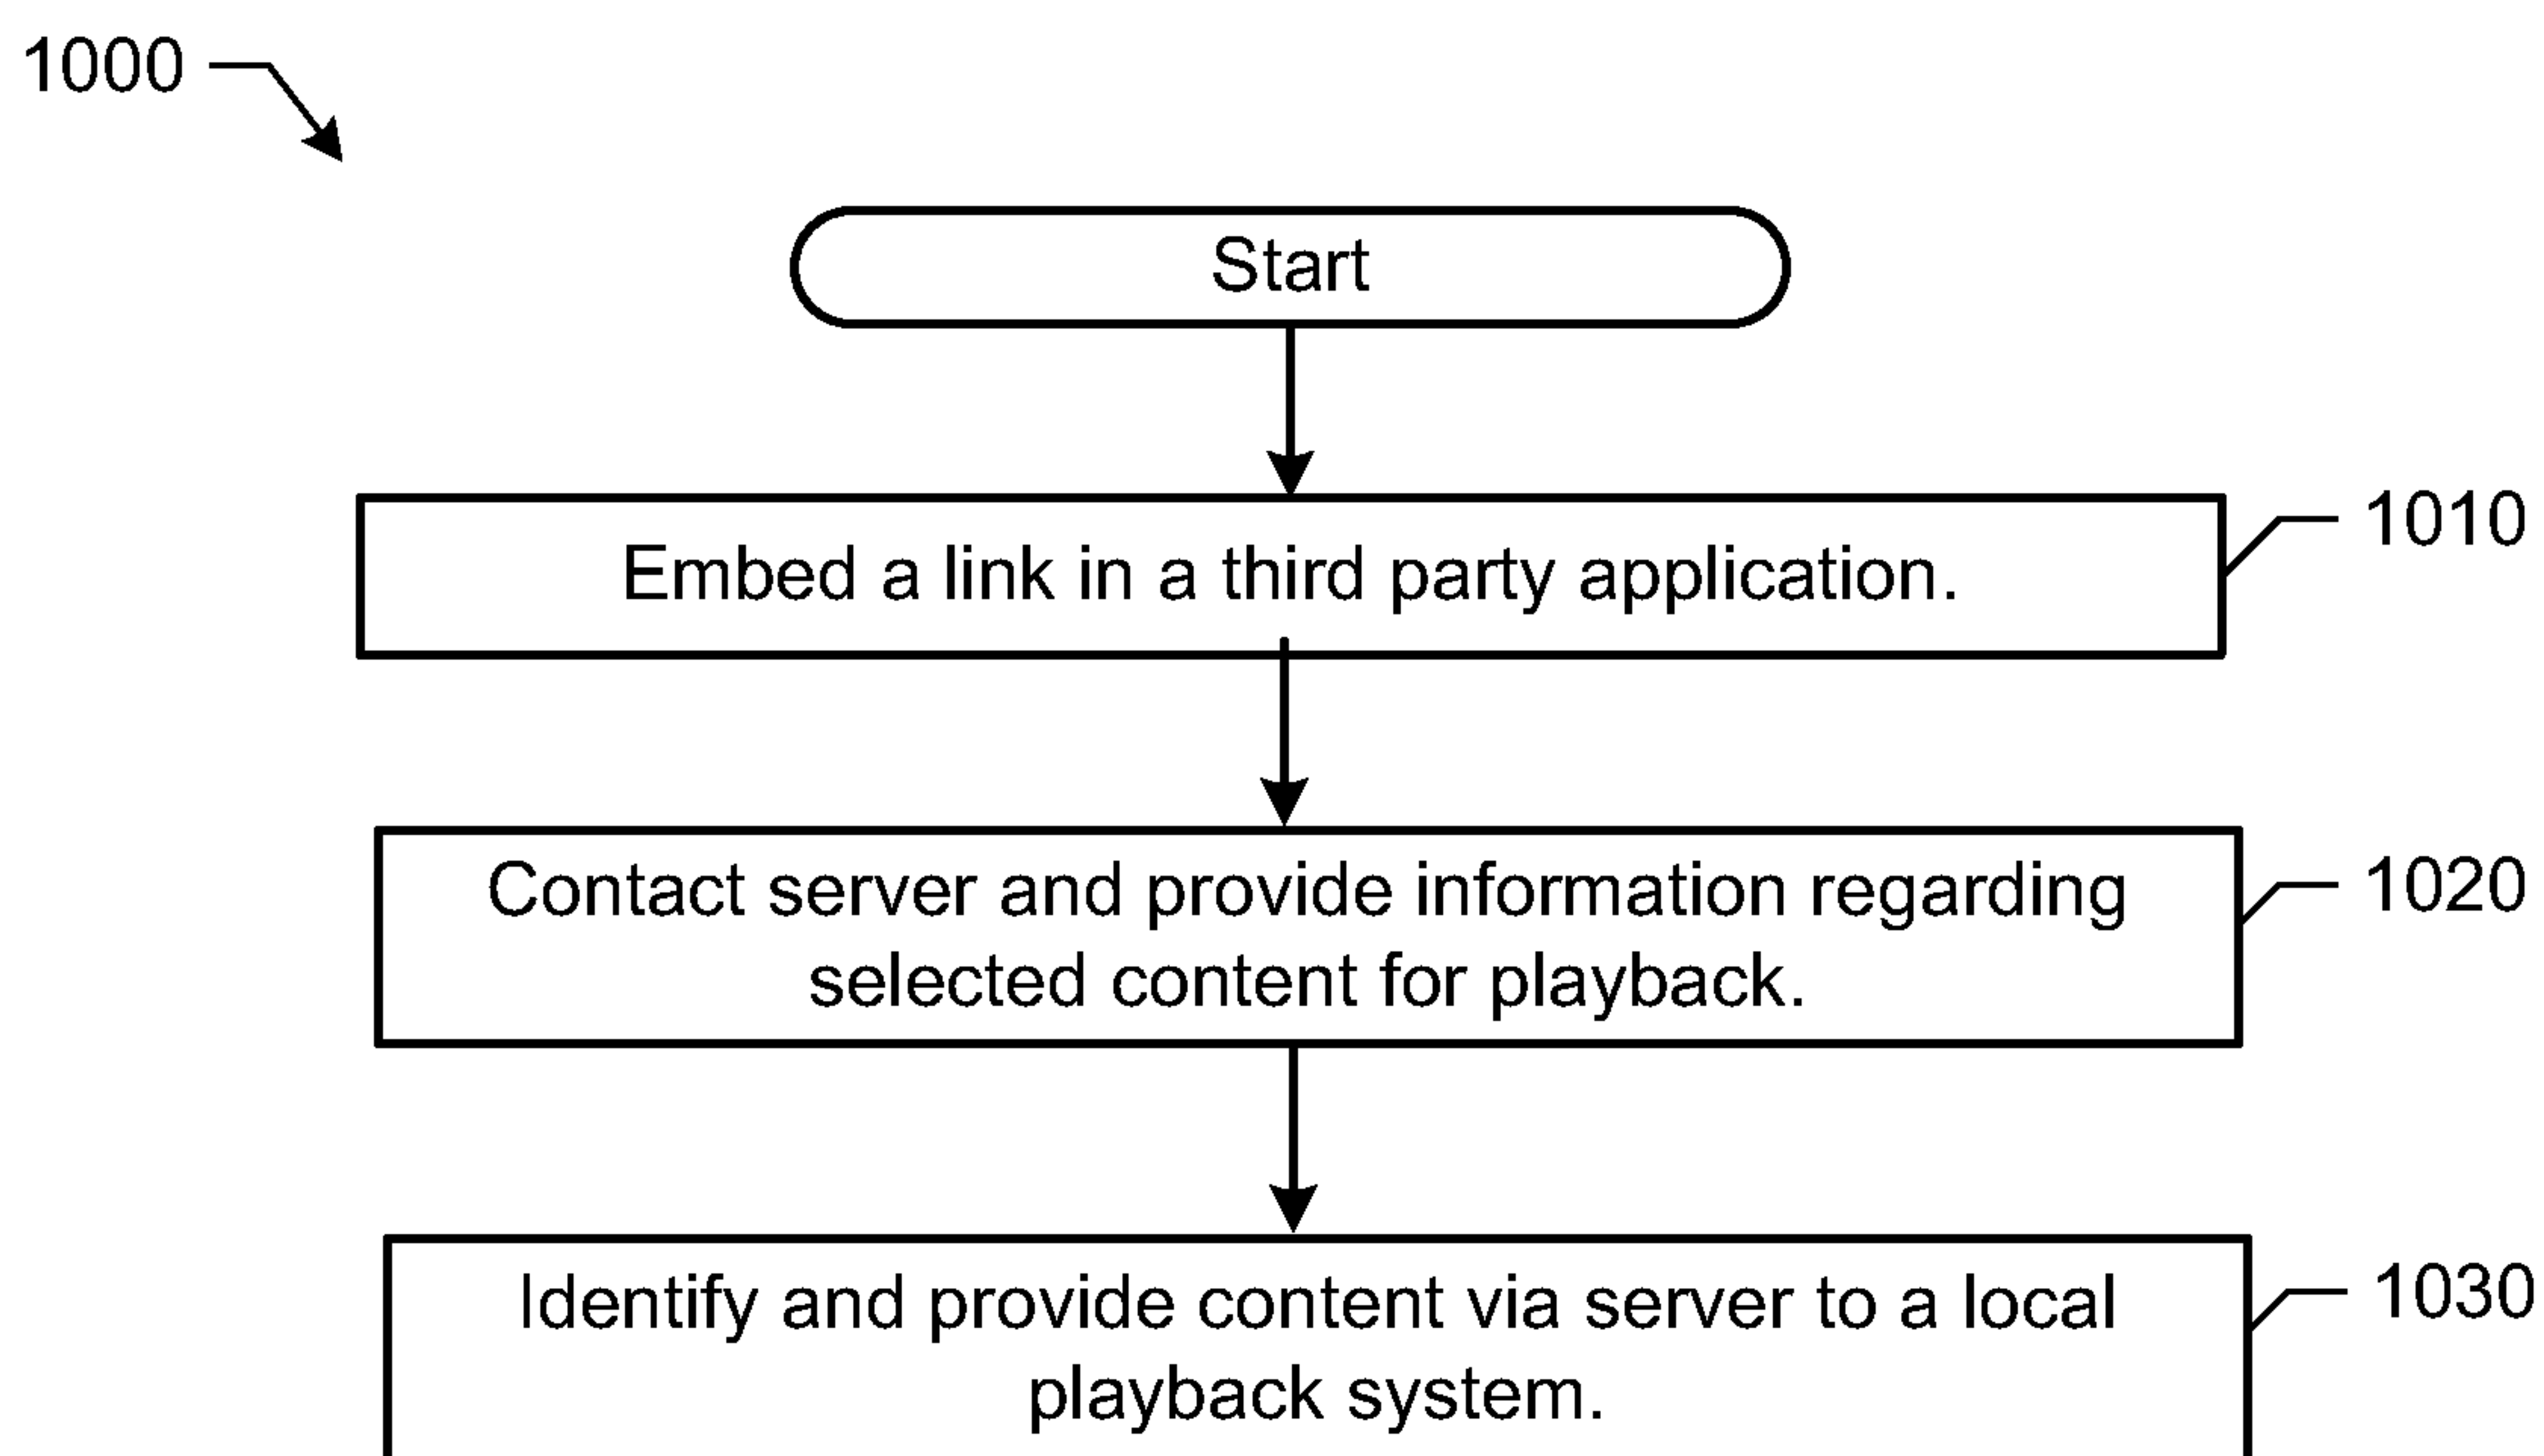 1000
Start
Embed a link in a third party application.
1010
Contact server and provide information regarding
selected content for playback.
1020
Identify and provide content via server to a local
playback system.
1030